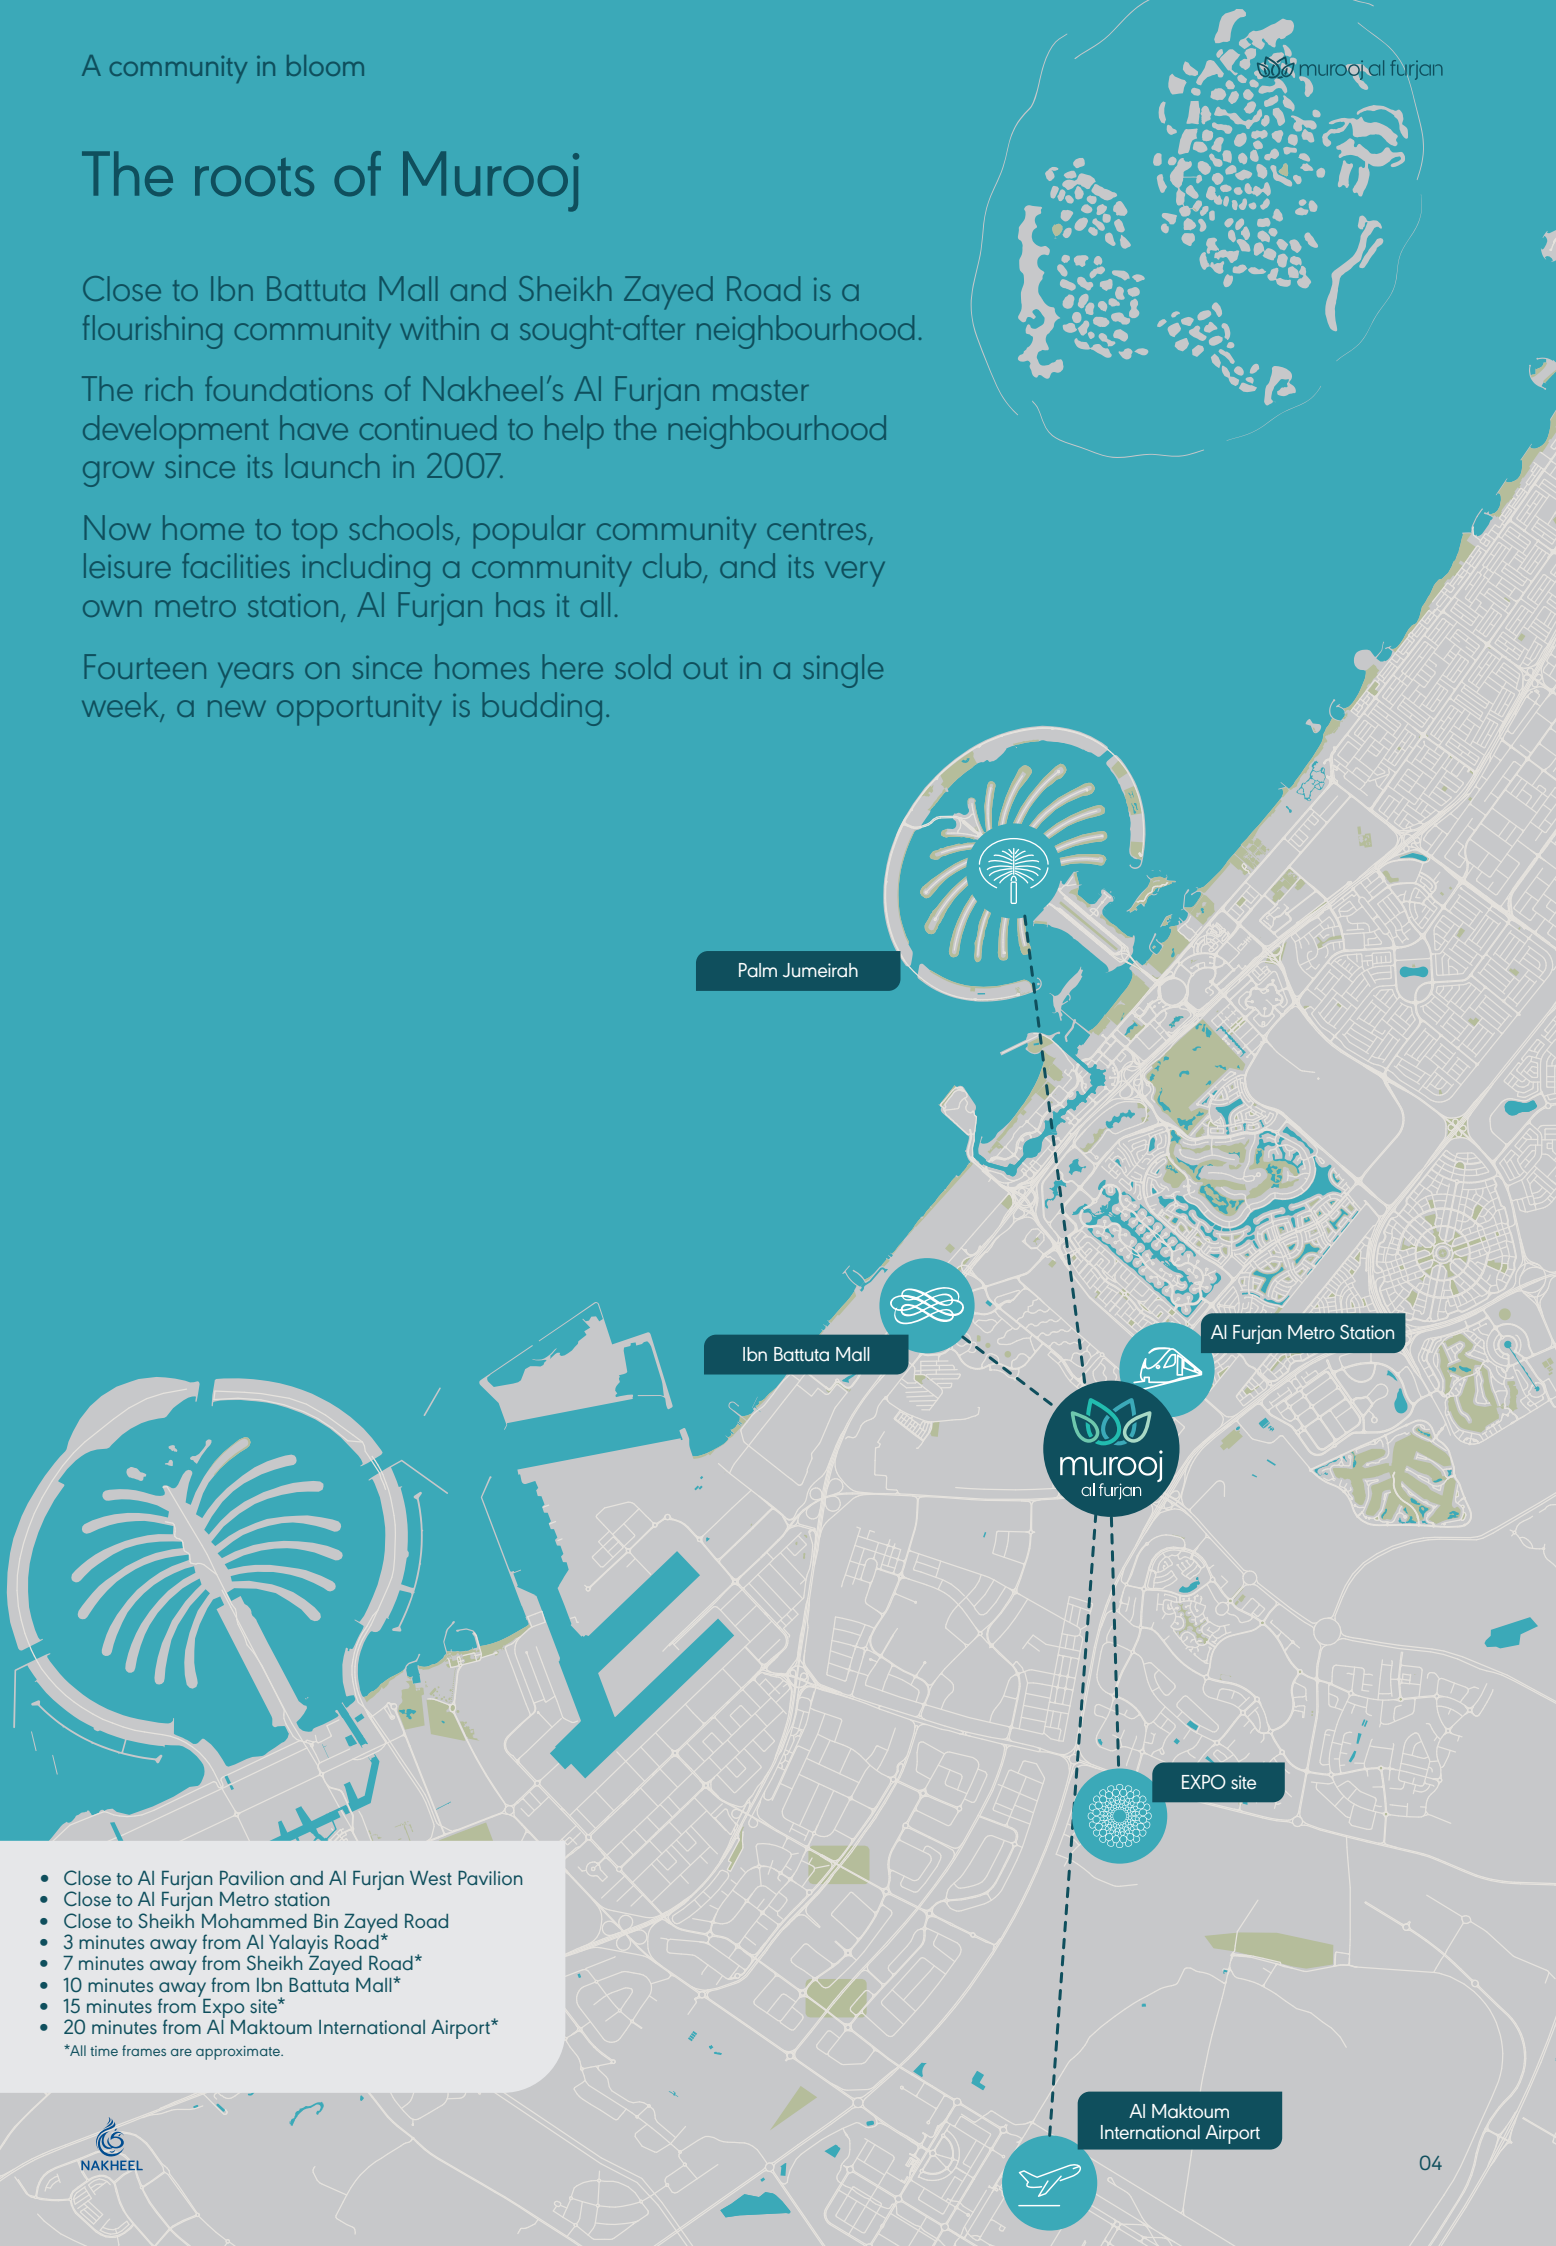 A community in bloom
murooj al furjan
The roots of Murooj
Close to Ibn Battuta Mall and Sheikh Zayed Road is a
flourishing community within a sought-after neighbourhood.
The rich foundations of Nakheel’s Al Furjan master
development have continued to help the neighbourhood
grow since its launch in 2007.
Now home to top schools, popular community centres,
leisure facilities including a community club, and its very
own metro station, Al Furjan has it all.
Fourteen years on since homes here sold out in a single
week, a new opportunity is budding.
Palm Jumeirah
Al Furjan Metro Station
Ibn Battuta Mall
murooj
al furjan
EXPO site
• Close to Al Furjan Pavilion and Al Furjan West Pavilion
• Close to Al Furjan Metro station
• Close to Sheikh Mohammed Bin Zayed Road
• 3 minutes away from Al Yalayis Road*
• 7 minutes away from Sheikh Zayed Road*
• 10 minutes away from Ibn Battuta Mall*
• 15 minutes from Expo site*
• 20 minutes from Al Maktoum International Airport*
*All time frames are approximate.
Al Maktoum
International Airport
NAKHEEL
04